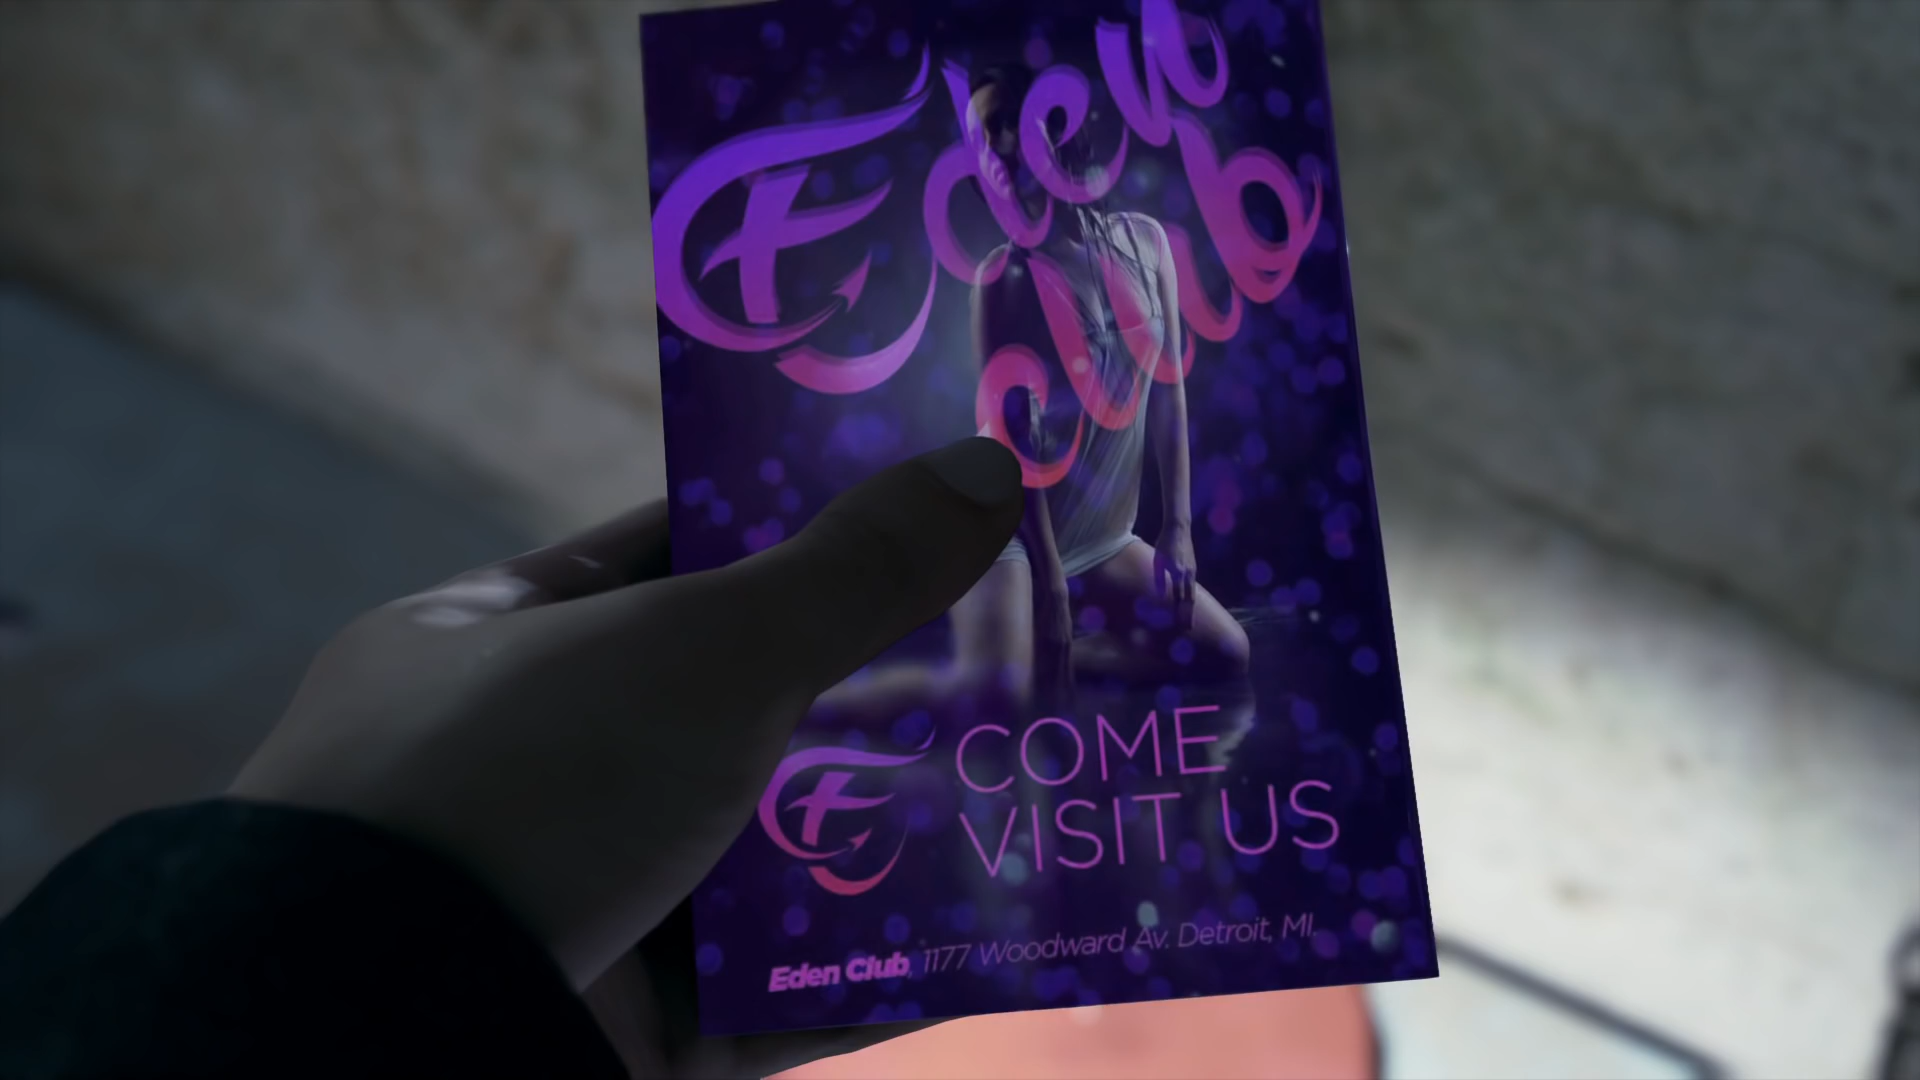 Eden
club
COME
VISIT US
Eden Club, 1177 Woodward Av. Detroit, MI.